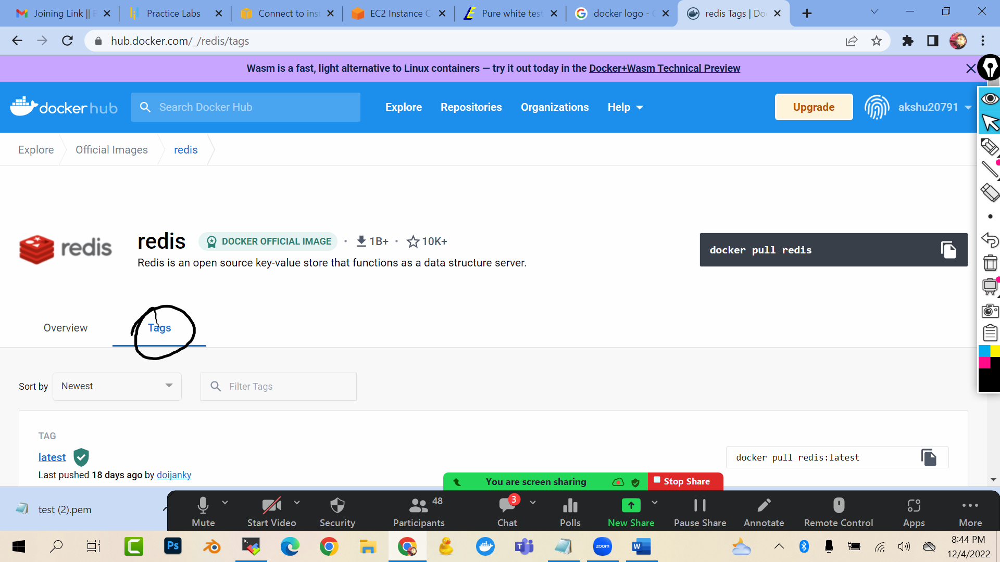 Joining Link || P
Practice Labs
Connect to inst
EC2 Instance C
Pure white test
docker logo - G
redis Tags | Doc
hub.docker.com/_/redis/tags
Wasm is a fast, light alternative to Linux containers — try it out today in the Docker+Wasm Technical Preview
docker hub
Search Docker Hub
Explore
Repositories
Organizations
Help
Upgrade
akshu20791
Explore
Official Images
redis
redis
redis
DOCKER OFFICIAL IMAGE
· 1B+ · 10K+
Redis is an open source key-value store that functions as a data structure server.
docker pull redis
Overview
Tags
Sort by
Newest
Filter Tags
TAG
latest
Last pushed 18 days ago by doijanky
docker pull redis:latest
You are screen sharing
Stop Share
test (2).pem
Mute
Start Video
Security
48
Participants
3
Chat
Polls
New Share
Pause Share
Annotate
Remote Control
Apps
More
Ps
zoom
W
8:44 PM
12/4/2022